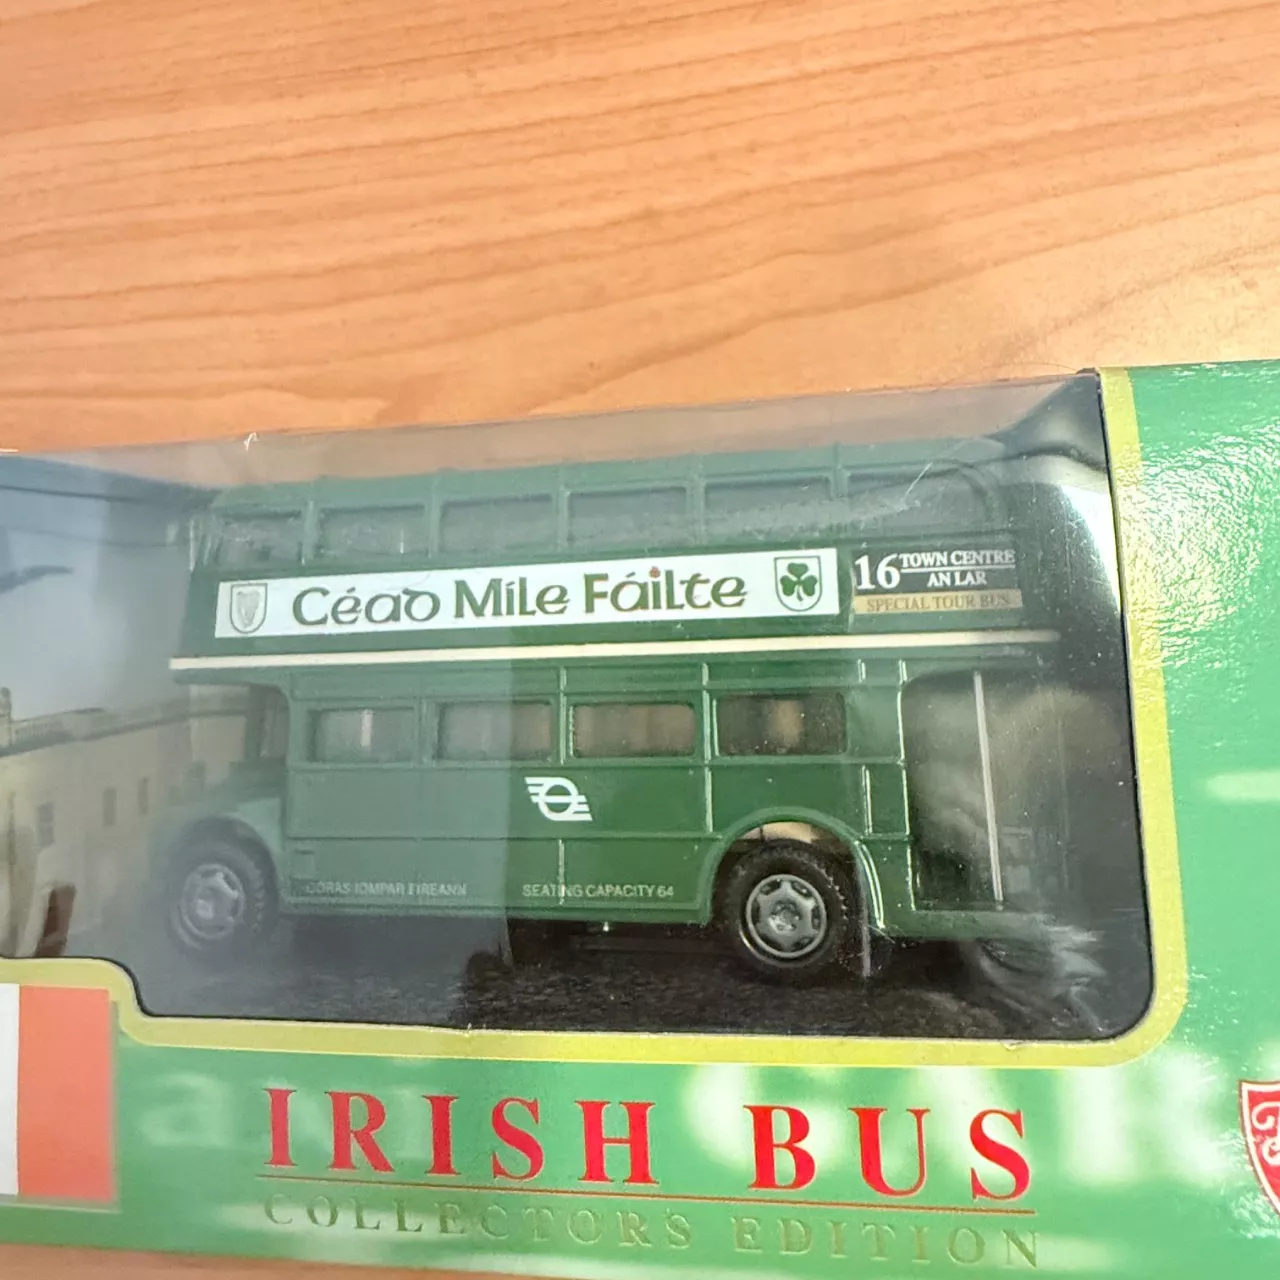 Céad Míle Fáilte
16 TOWN CENTRE
AN LAR
SPECIAL TOUR BUS
CORAS IOMPAR EIREANN
SEATING CAPACITY 64
IRISH BUS
COLLECTORS EDITION